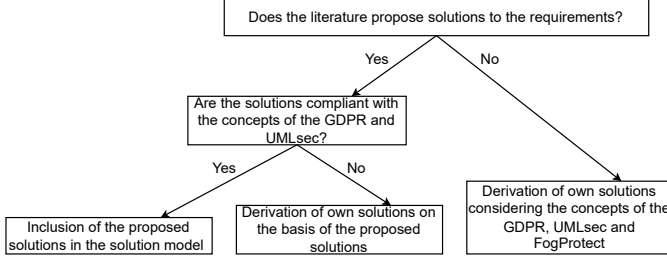 Does the literature propose solutions to the requirements?
Yes
No
Are the solutions compliant with
the concepts of the GDPR and
UMLsec?
Yes
No
Inclusion of the proposed
solutions in the solution model
Derivation of own solutions on
the basis of the proposed
solutions
Derivation of own solutions
considering the concepts of the
GDPR, UMLsec and
FogProtect